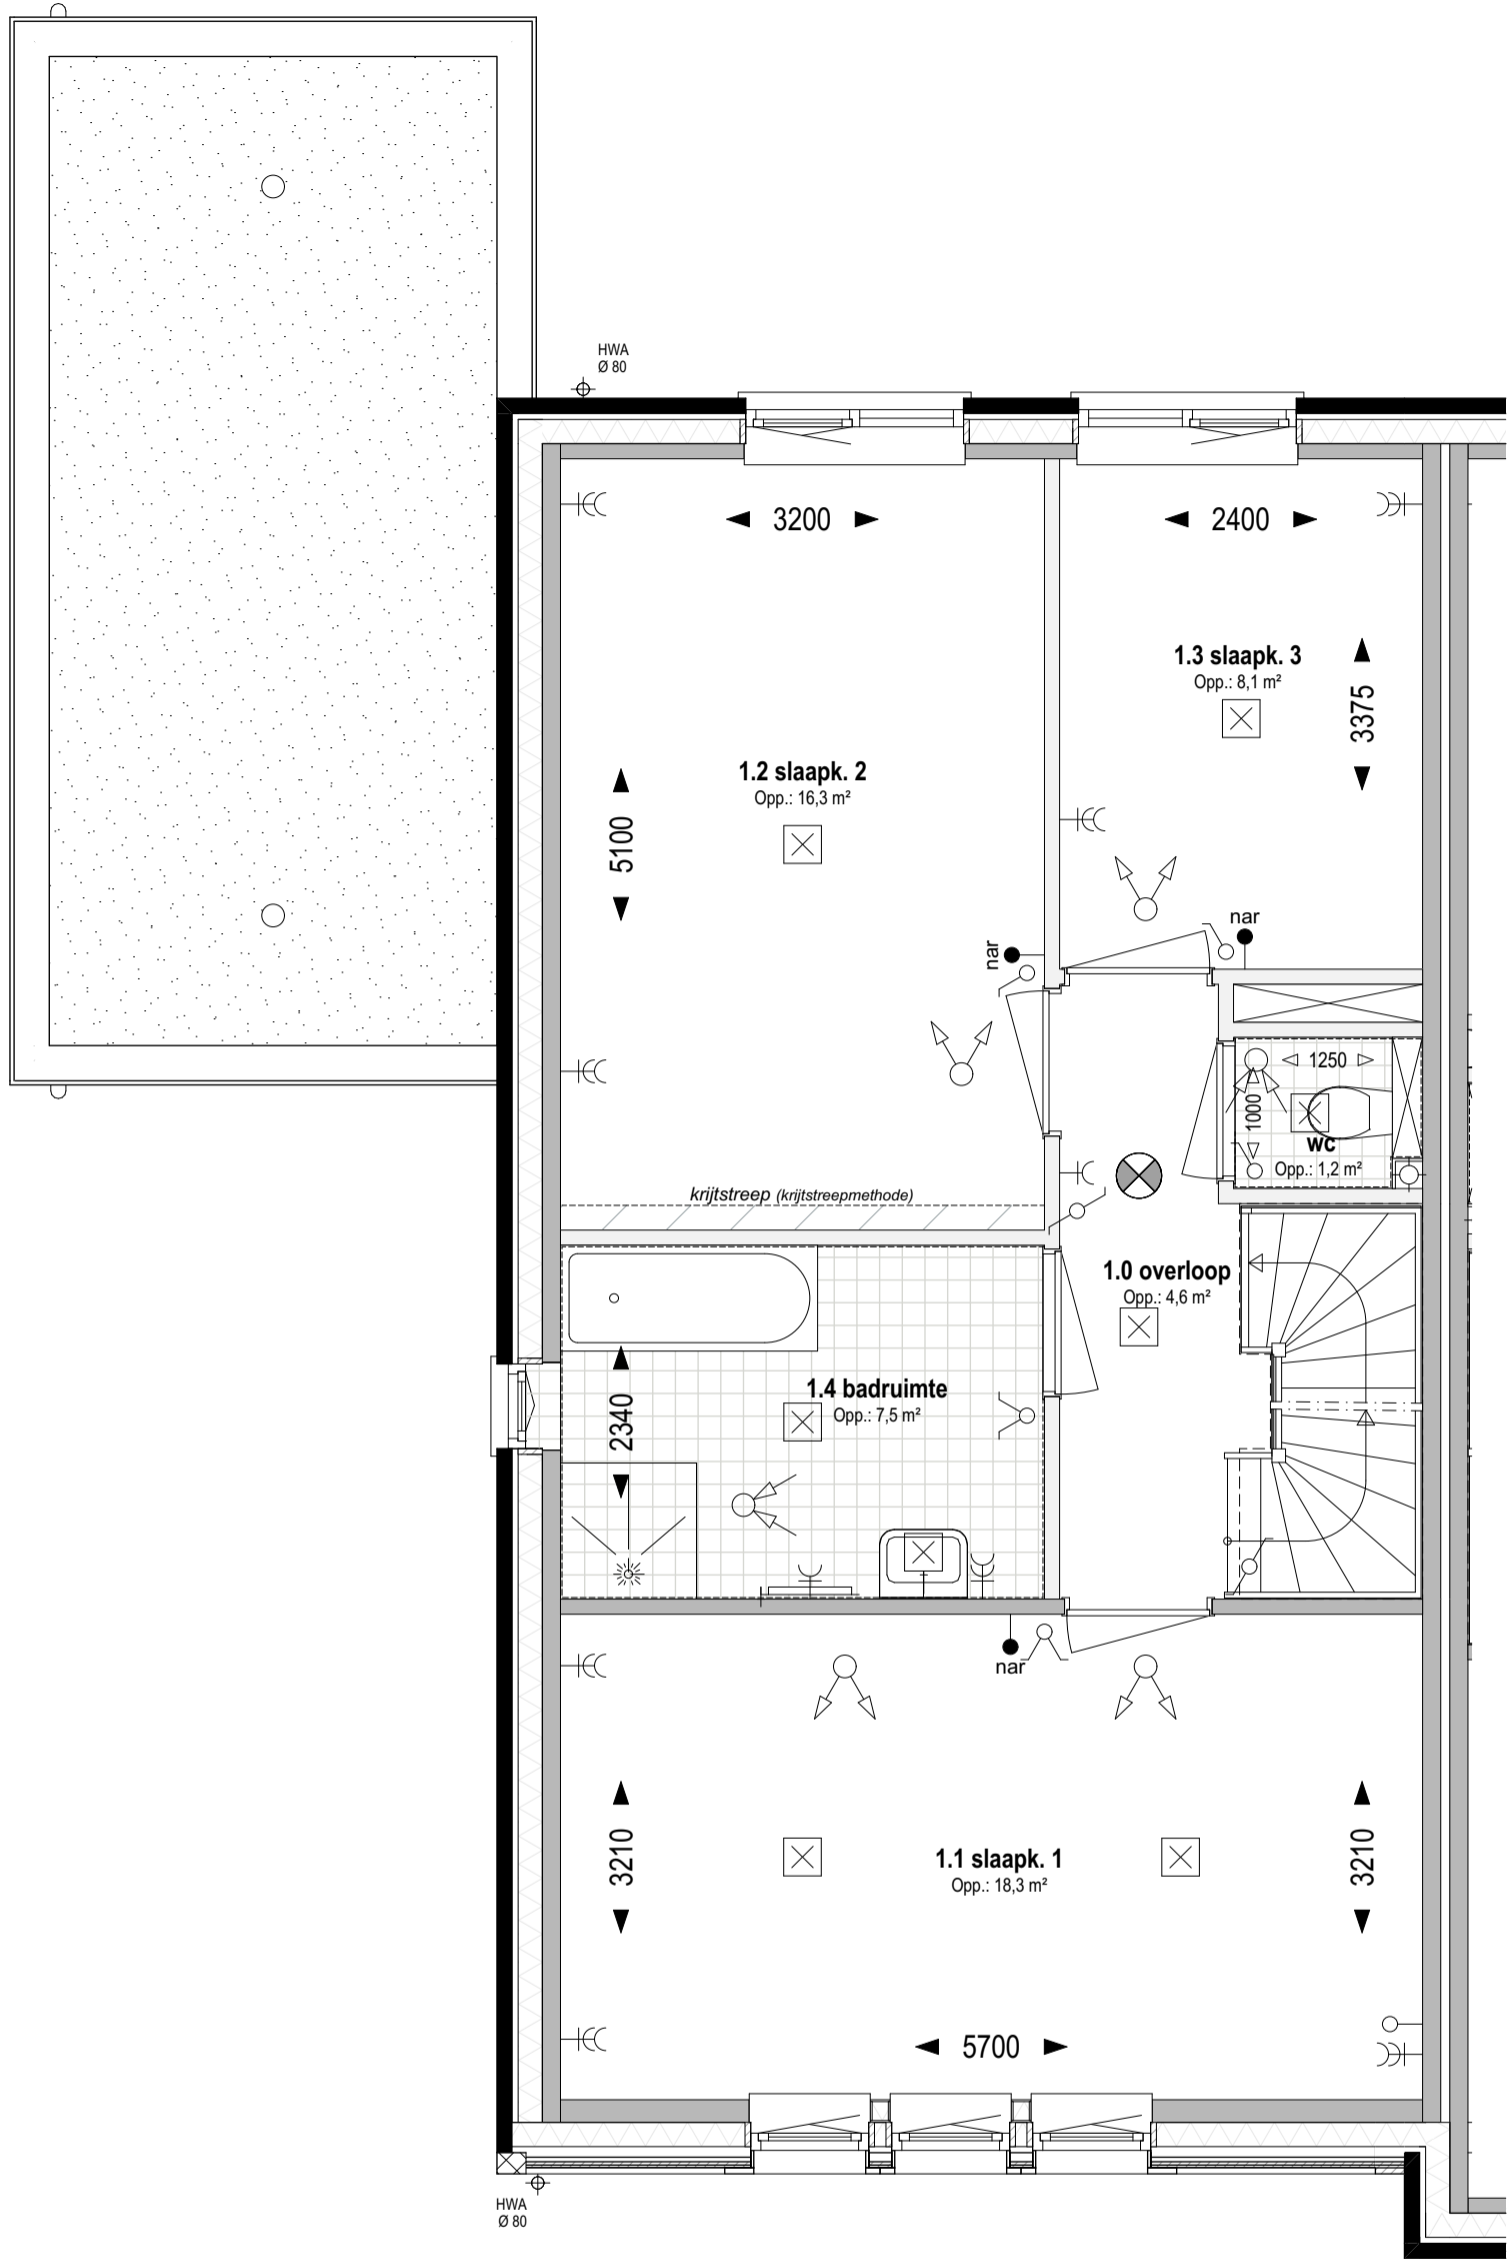 HWA
Ø 80
3200
2400
1.3 slaapk. 3
Opp.: 8,1 m²
3375
1.2 slaapk. 2
Opp.: 16,3 m²
5100
nar
nar
1250
1000
wc
Opp.: 1,2 m²
krijtstreep (krijtstreepmethode)
1.0 overloop
Opp.: 4,6 m²
1.4 badruimte
Opp.: 7,5 m²
2340
nar
3210
1.1 slaapk. 1
Opp.: 18,3 m²
3210
5700
HWA
Ø 80